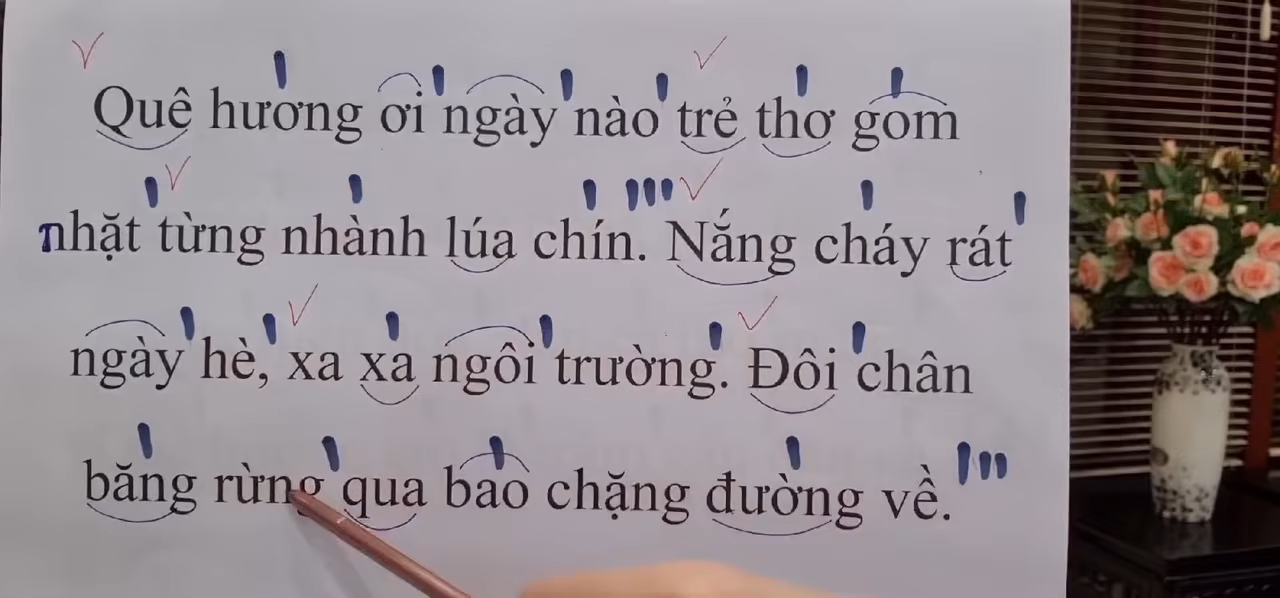 Quê hương ơi ngày nào trẻ thơ gom
nhặt từng nhành lúa chín. Nắng cháy rát
ngày hè, xa xa ngôi trường. Đôi chân
băng rừng qua bao chặng đường về.